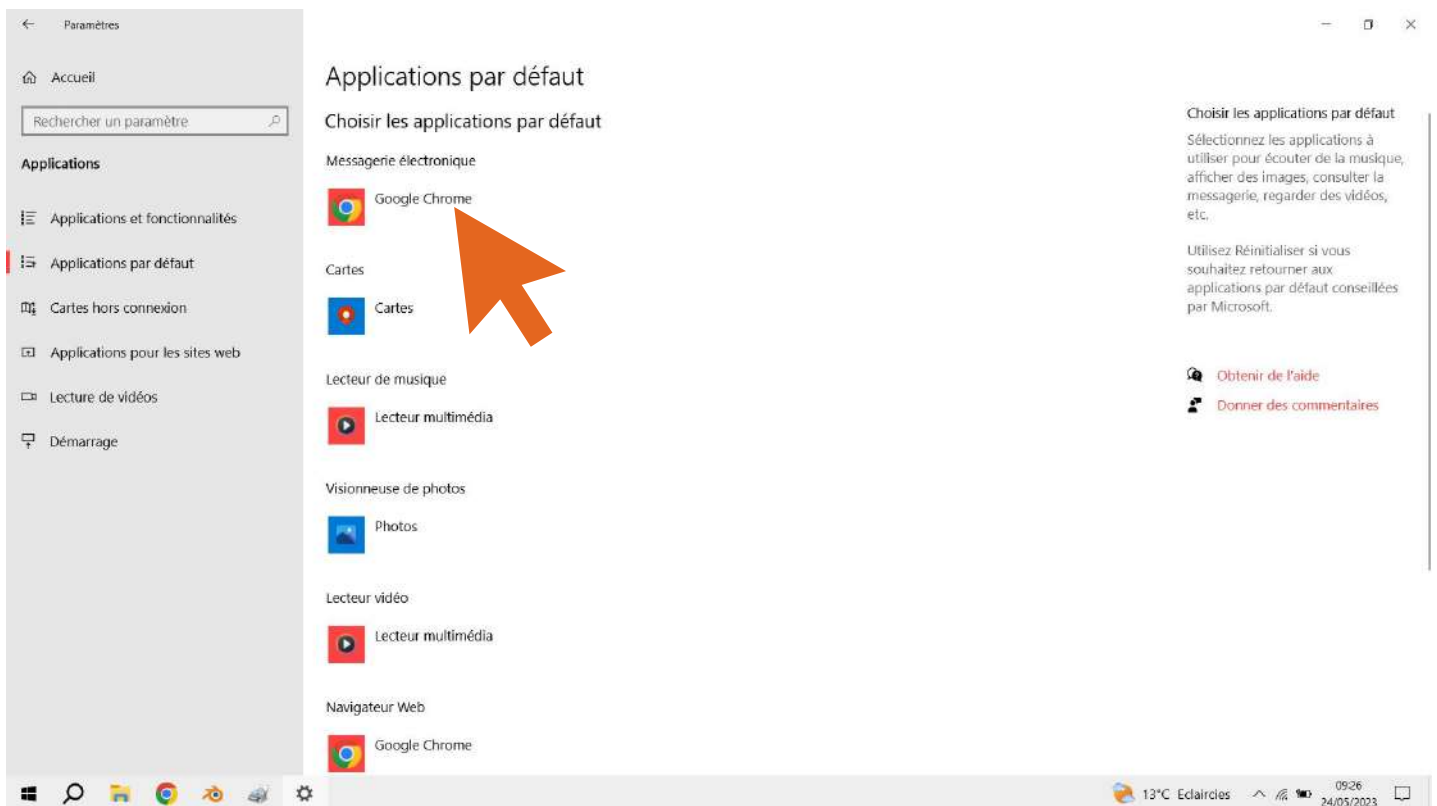 Paramètres
Accueil
Rechercher un paramètre
Applications
Applications et fonctionnalités
Applications par défaut
Cartes hors connexion
Applications pour les sites web
Lecture de vidéos
Démarrage
Applications par défaut
Choisir les applications par défaut
Messagerie électronique
Google Chrome
Cartes
Cartes
Lecteur de musique
Lecteur multimédia
Visionneuse de photos
Photos
Lecteur vidéo
Lecteur multimédia
Navigateur Web
Google Chrome
Choisir les applications par défaut
Sélectionnez les applications à
utiliser pour écouter de la musique,
afficher des images, consulter la
messagerie, regarder des vidéos,
etc.
Utilisez Réinitialiser si vous
souhaitez retourner aux
applications par défaut conseillées
par Microsoft.
Obtenir de l'aide
Donner des commentaires
13°C Eclaircies
09:26
24/05/2023